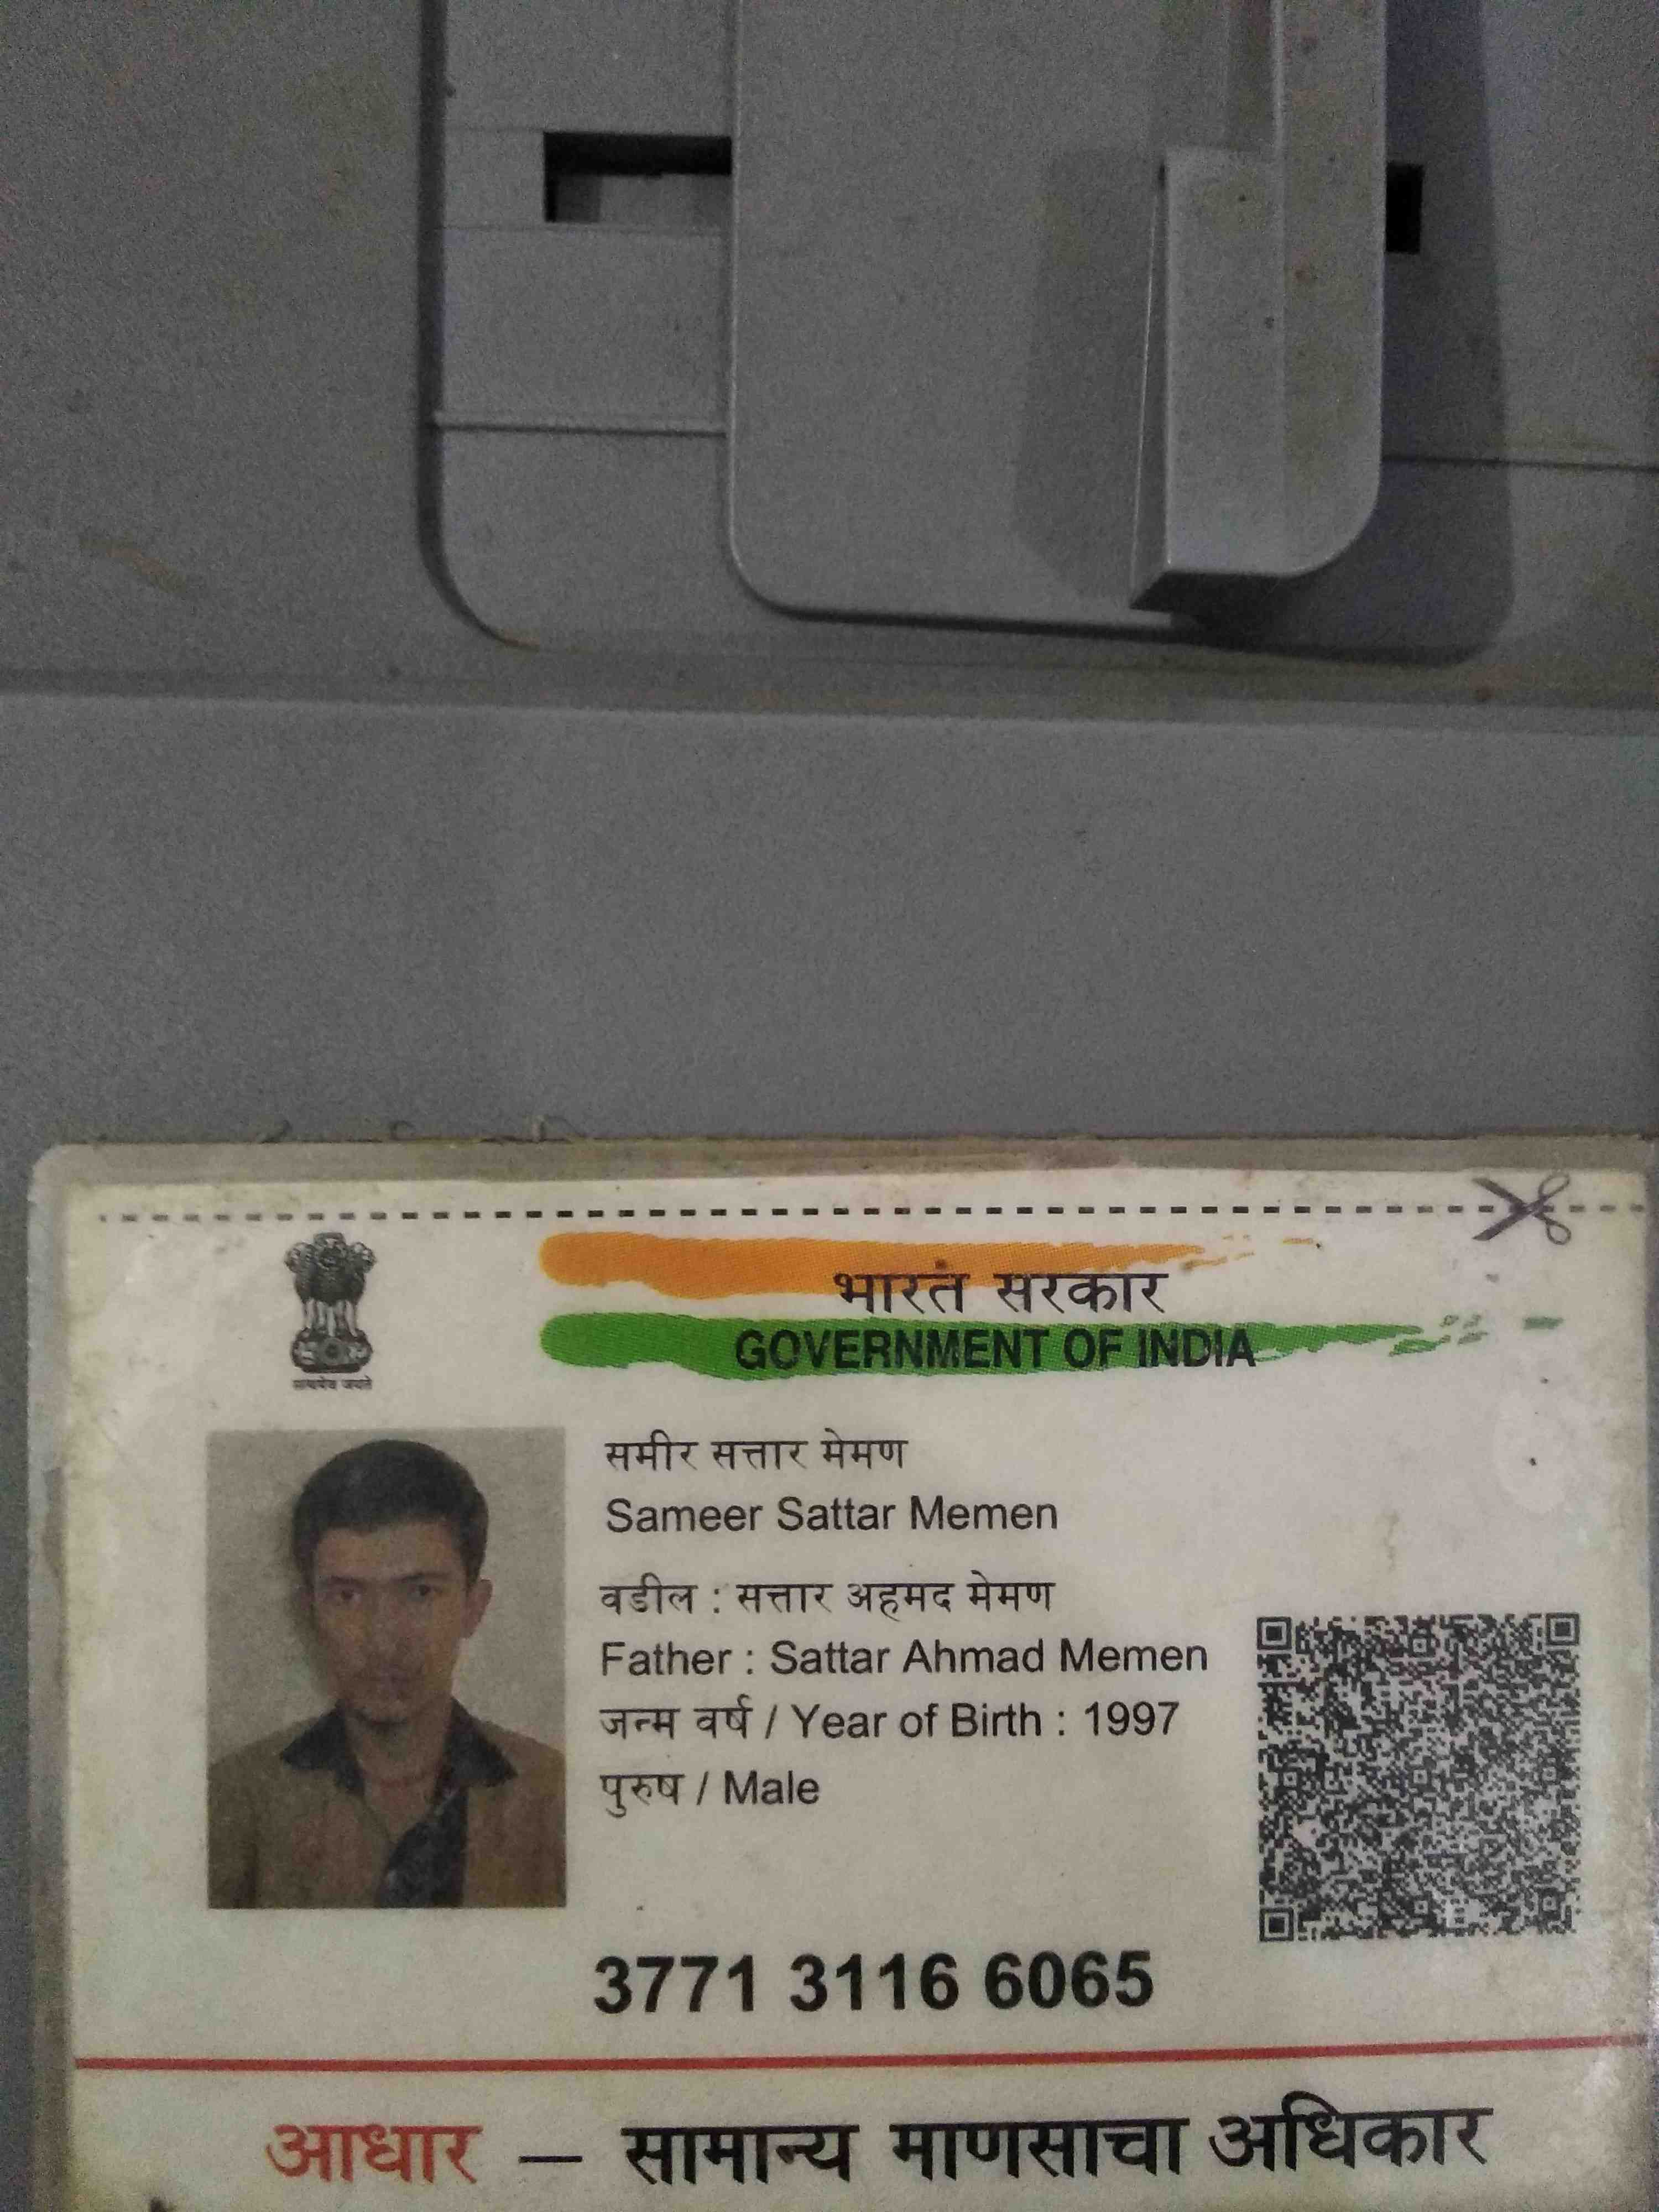 सत्यमेव जयते
भारत सरकार
GOVERNMENT OF INDIA
समीर सत्तार मेमण
Sameer Sattar Memen
वडील : सत्तार अहमद मेमण
Father : Sattar Ahmad Memen
जन्म वर्ष / Year of Birth : 1997
पुरुष / Male
3771 3116 6065
आधार — सामान्य माणसाचा अधिकार